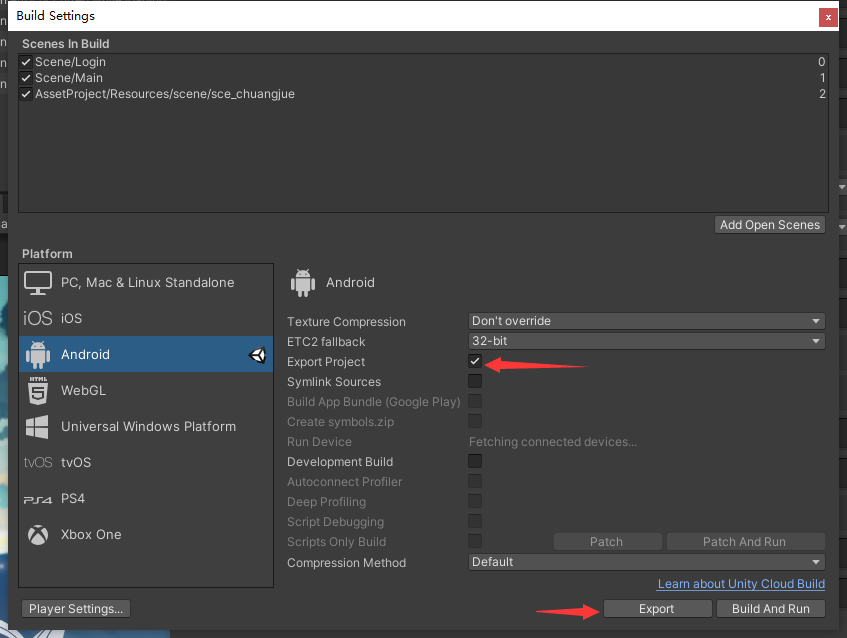 Build Settings
x
Scenes In Build
Scene/Login 0
Scene/Main 1
AssetProject/Resources/scene/sce_chuangjue 2
Add Open Scenes
Platform
PC, Mac & Linux Standalone
iOS iOS
Android
HTML 5 WebGL
Universal Windows Platform
tvOS tvOS
PS4 PS4
Xbox One
Android
Texture Compression Don't override
ETC2 fallback 32-bit
Export Project
Symlink Sources
Build App Bundle (Google Play)
Create symbols.zip
Run Device Fetching connected devices...
Development Build
Autoconnect Profiler
Deep Profiling
Script Debugging
Scripts Only Build Patch Patch And Run
Compression Method Default
Learn about Unity Cloud Build
Player Settings... Export Build And Run